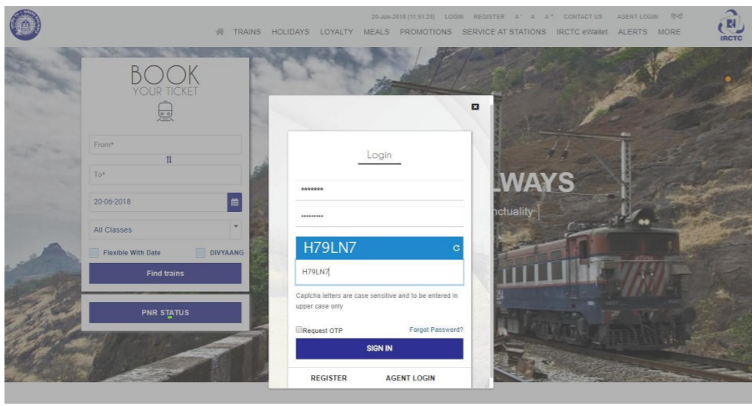 20-Jun-2018 [11:51:28] LOGIN REGISTER A- A A+ CONTACT US AGENT LOGIN हिन्दी
TRAINS HOLIDAYS LOYALTY MEALS PROMOTIONS SERVICE AT STATIONS IRCTC eWallet ALERTS MORE
IRCTC
BOOK
YOUR TICKET
From*
To*
20-06-2018
All Classes
Flexible With Date DIVYAANG
Find trains
PNR STATUS
Login
H79LN7
H79LN7
Captcha letters are case sensitive and to be entered in
upper case only
Request OTP Forgot Password?
SIGN IN
REGISTER AGENT LOGIN
LWAYS
nctuality